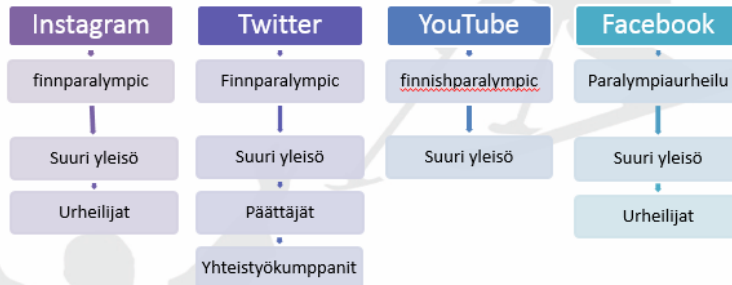 Instagram
finnparalympic
Suuri yleisö
Urheilijat
Twitter
Finnparalympic
Suuri yleisö
Päättäjät
Yhteistyökumppanit
YouTube
finnishparalympic
Suuri yleisö
Facebook
Paralympiaurheilu
Suuri yleisö
Urheilijat